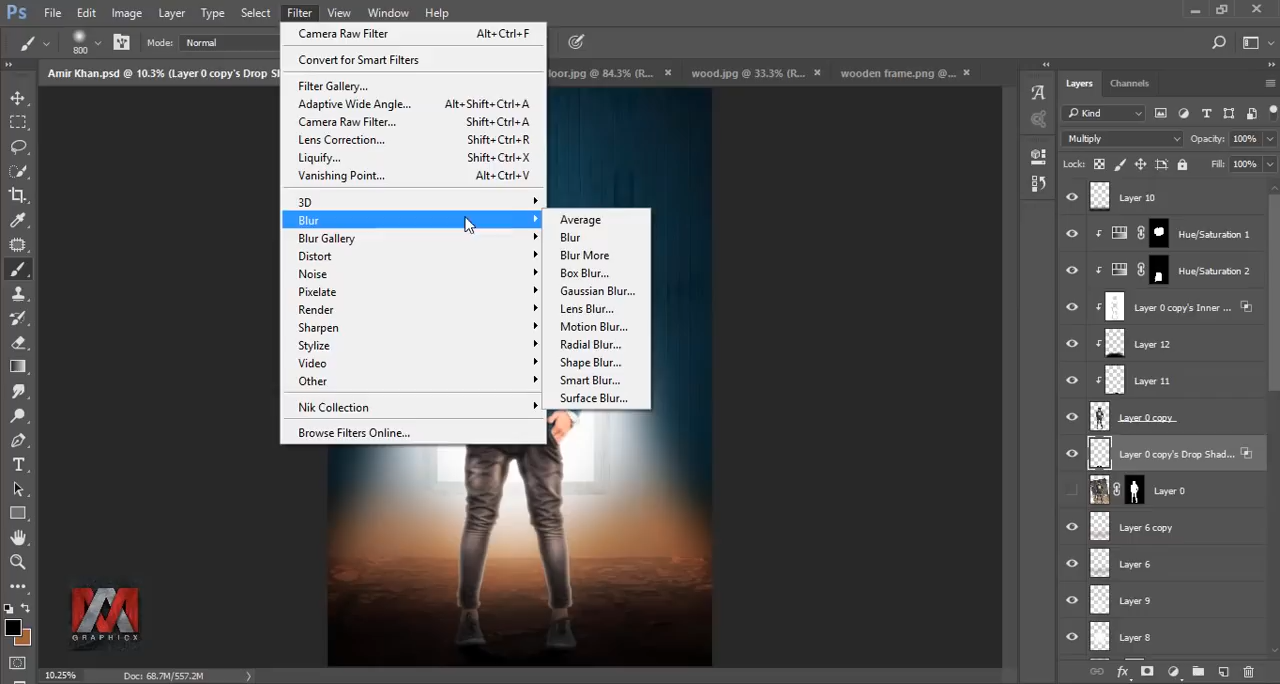 Ps File Edit Image Layer Type Select Filter View Window Help
800 Mode: Normal
Amir Khan.psd @ 10.3% (Layer 0 copy's Drop Sh
loor.jpg @ 84.3% (R... × wood.jpg @ 33.3% (R... × wooden frame.png @... ×
Camera Raw Filter Alt+Ctrl+F
Convert for Smart Filters
Filter Gallery...
Adaptive Wide Angle... Alt+Shift+Ctrl+A
Camera Raw Filter... Shift+Ctrl+A
Lens Correction... Shift+Ctrl+R
Liquify... Shift+Ctrl+X
Vanishing Point... Alt+Ctrl+V
3D
Blur
Blur Gallery
Distort
Noise
Pixelate
Render
Sharpen
Stylize
Video
Other
Nik Collection
Browse Filters Online...
Average
Blur
Blur More
Box Blur...
Gaussian Blur...
Lens Blur...
Motion Blur...
Radial Blur...
Shape Blur...
Smart Blur...
Surface Blur...
Layers Channels
Kind
Multiply Opacity: 100%
Lock: Fill: 100%
Layer 10
Hue/Saturation 1
Hue/Saturation 2
Layer 0 copy's Inner ...
Layer 12
Layer 11
Layer 0 copy
Layer 0 copy's Drop Shad...
Layer 0
Layer 6 copy
Layer 6
Layer 9
Layer 8
GRAPHICX
10.25% Doc: 68.7M/557.2M